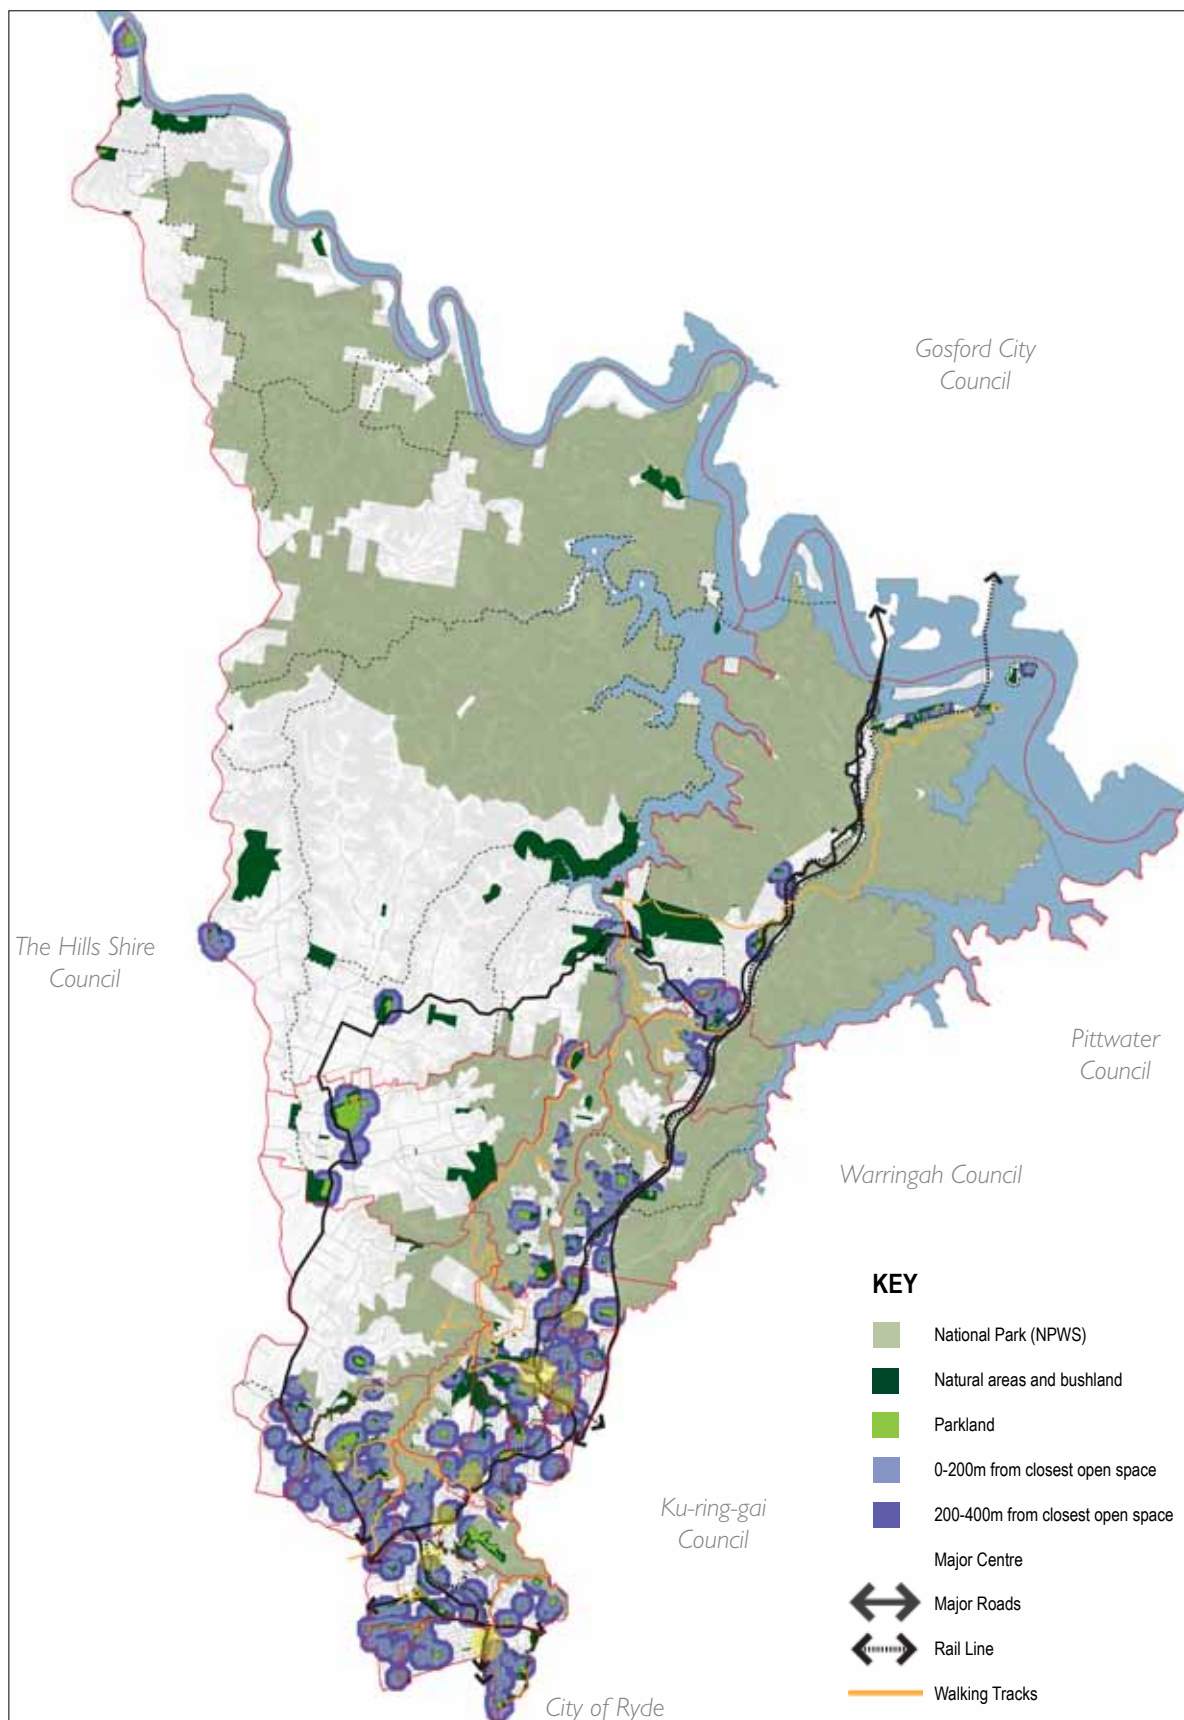 Gosford City
Council
The Hills Shire
Council
Pittwater
Council
Warringah Council
Ku-ring-gai
Council
City of Ryde
KEY
National Park (NPWS)
Natural areas and bushland
Parkland
0-200m from closest open space
200-400m from closest open space
Major Centre
Major Roads
Rail Line
Walking Tracks